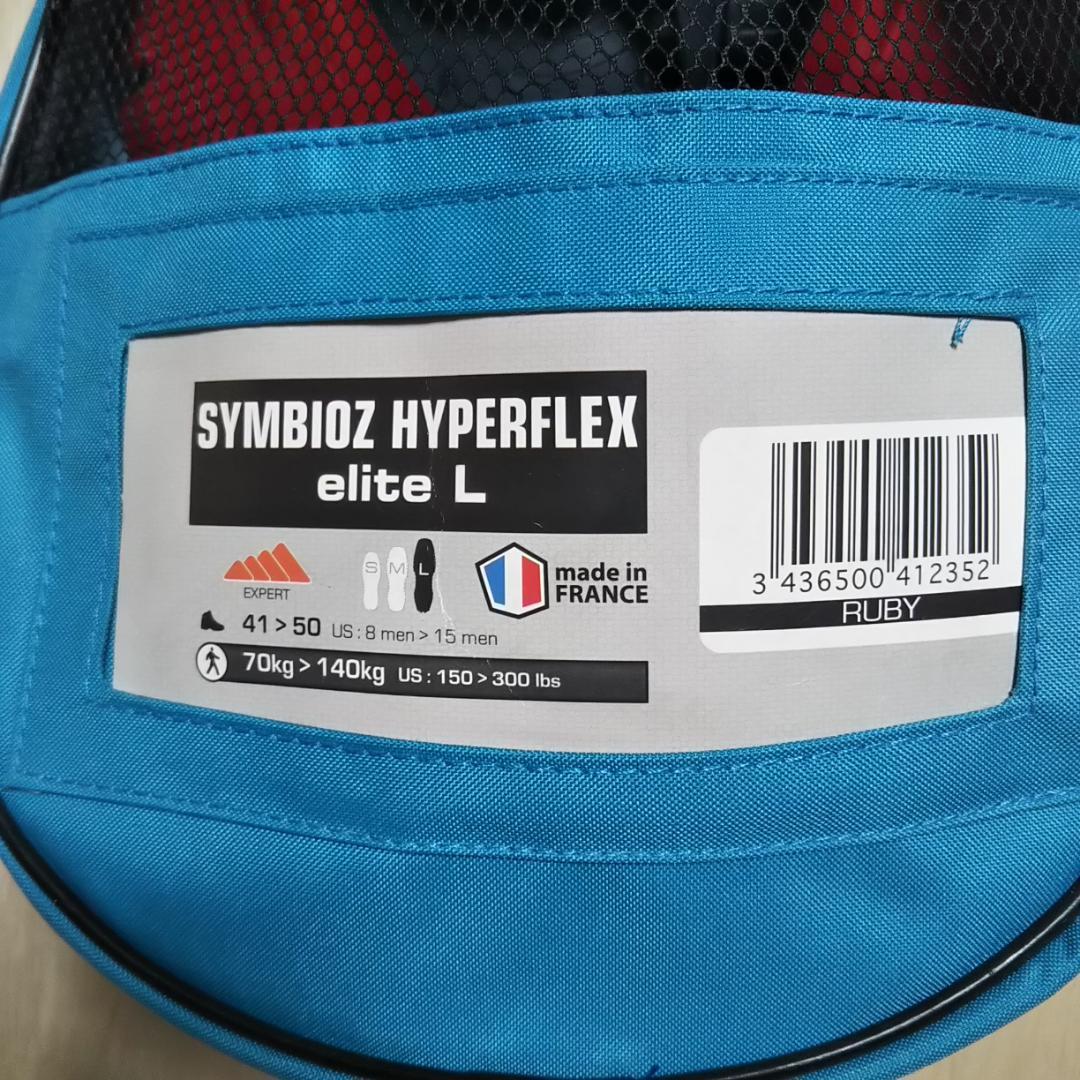 SYMBIOZ HYPERFLEX
elite L
EXPERT
S M L
made in
FRANCE
41 > 50 US : 8 men > 15 men
70kg > 140kg US : 150 > 300 lbs
3 436500 412352
RUBY